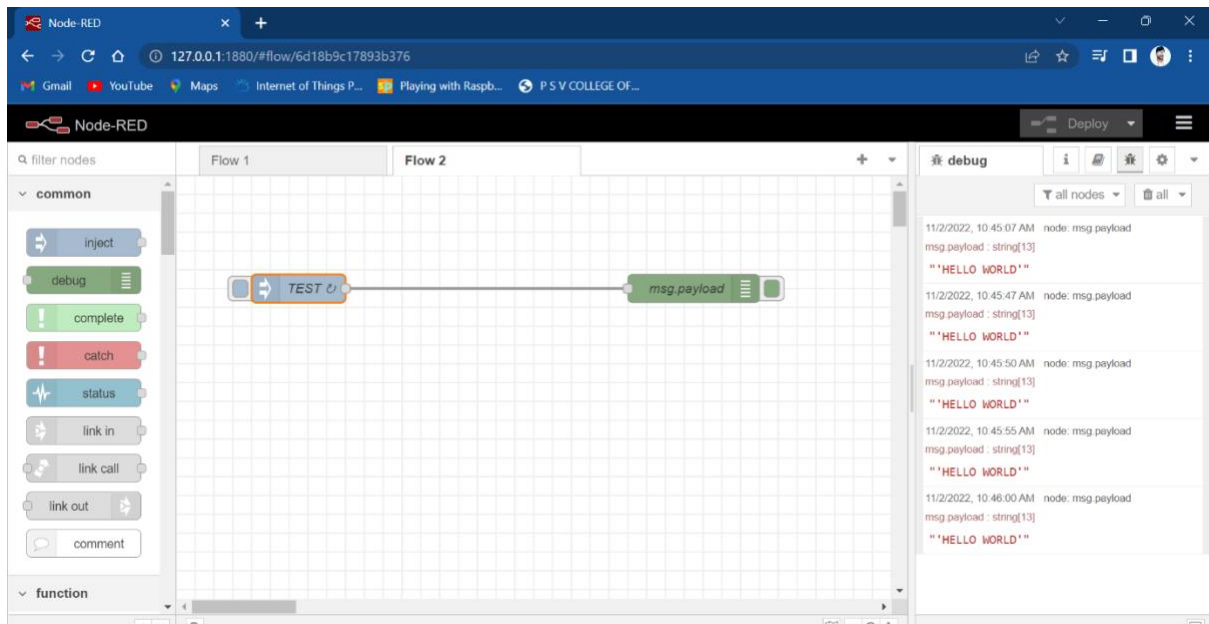 Node-RED
127.0.0.1:1880/#flow/6d18b9c17893b376
Gmail YouTube Maps Internet of Things P... Playing with Raspb... P S V COLLEGE OF...
Node-RED Deploy
filter nodes Flow 1 Flow 2 debug i
common
all nodes all
inject
debug
complete
catch
status
link in
link call
link out
comment
function
TEST ↻ msg.payload
11/2/2022, 10:45:07 AM node: msg.payload
msg.payload : string[13]
"'HELLO WORLD'"
11/2/2022, 10:45:47 AM node: msg.payload
msg.payload : string[13]
"'HELLO WORLD'"
11/2/2022, 10:45:50 AM node: msg.payload
msg.payload : string[13]
"'HELLO WORLD'"
11/2/2022, 10:45:55 AM node: msg.payload
msg.payload : string[13]
"'HELLO WORLD'"
11/2/2022, 10:46:00 AM node: msg.payload
msg.payload : string[13]
"'HELLO WORLD'"